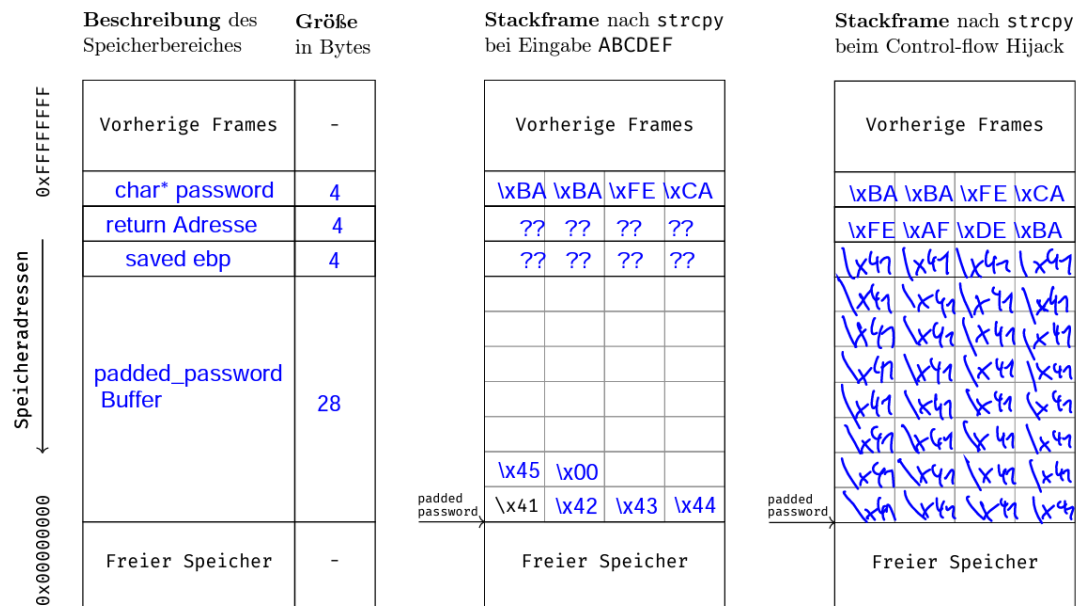 Beschreibung des
Speicherbereiches
Größe
in Bytes
Stackframe nach strcpy
bei Eingabe ABCDEF
Stackframe nach strcpy
beim Control-flow Hijack
0xFFFFFFFF
Speicheradressen
0x00000000
Vorherige Frames
-
char* password
4
return Adresse
4
saved ebp
4
padded_password
Buffer
28
Freier Speicher
-
Vorherige Frames
\xBA \xBA \xFE \xCA
?? ?? ?? ??
?? ?? ?? ??
\x45 \x00
padded
password
\x41 \x42 \x43 \x44
Freier Speicher
Vorherige Frames
\xBA \xBA \xFE \xCA
\xFE \xAF \xDE \xBA
\x41 \x41 \x41 \x41
\x41 \x41 \x41 \x41
\x41 \x41 \x41 \x41
\x41 \x41 \x41 \x41
\x41 \x41 \x41 \x41
\x41 \x41 \x41 \x41
\x41 \x41 \x41 \x41
padded
password
\x41 \x41 \x41 \x41
Freier Speicher